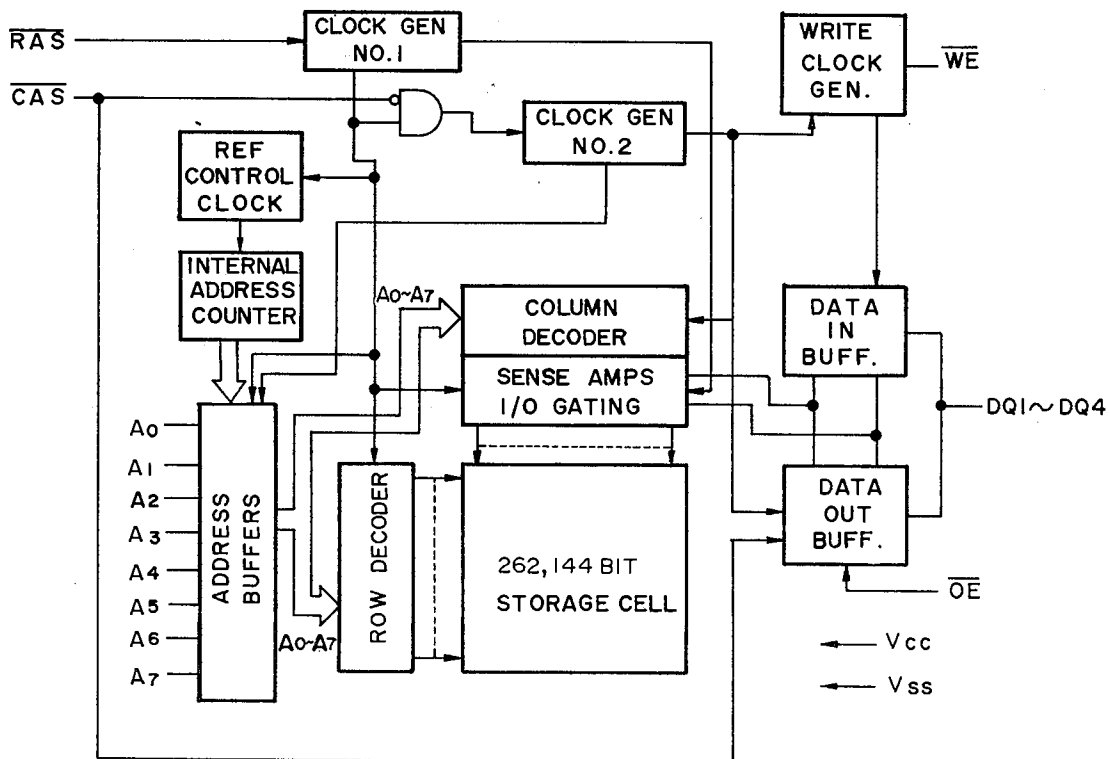 RAS
CLOCK GEN
NO.1
WRITE
CLOCK
GEN.
WE
CAS
CLOCK GEN
NO.2
REF
CONTROL
CLOCK
INTERNAL
ADDRESS
COUNTER
A0~A7
COLUMN
DECODER
SENSE AMPS
I/O GATING
DATA
IN
BUFF.
DQ1~DQ4
A0
A1
A2
A3
A4
A5
A6
A7
ADDRESS
BUFFERS
A0~A7
ROW DECODER
262,144 BIT
STORAGE CELL
DATA
OUT
BUFF.
OE
Vcc
Vss